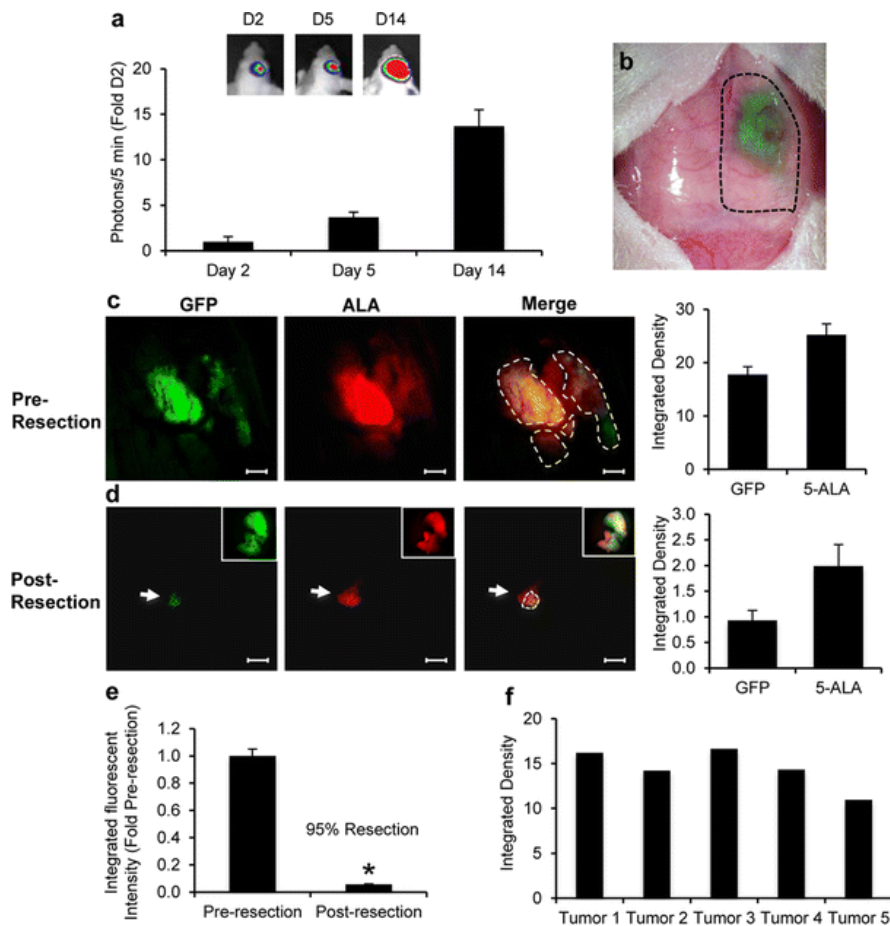 a
D2 D5 D14
Photons/5 min (Fold D2)
20
15
10
5
0
Day 2 Day 5 Day 14
b
c
GFP ALA Merge
Pre-
Resection
Integrated Density
30
20
10
0
GFP 5-ALA
d
Post-
Resection
Integrated Density
3.0
2.5
2.0
1.5
1.0
0.5
0.0
GFP 5-ALA
e
Integrated fluorescent
Intensity (Fold Pre-resection)
1.2
1.0
0.8
0.6
0.4
0.2
0.0
95% Resection
*
Pre-resection Post-resection
f
Integrated Density
20
15
10
5
0
Tumor 1 Tumor 2 Tumor 3 Tumor 4 Tumor 5